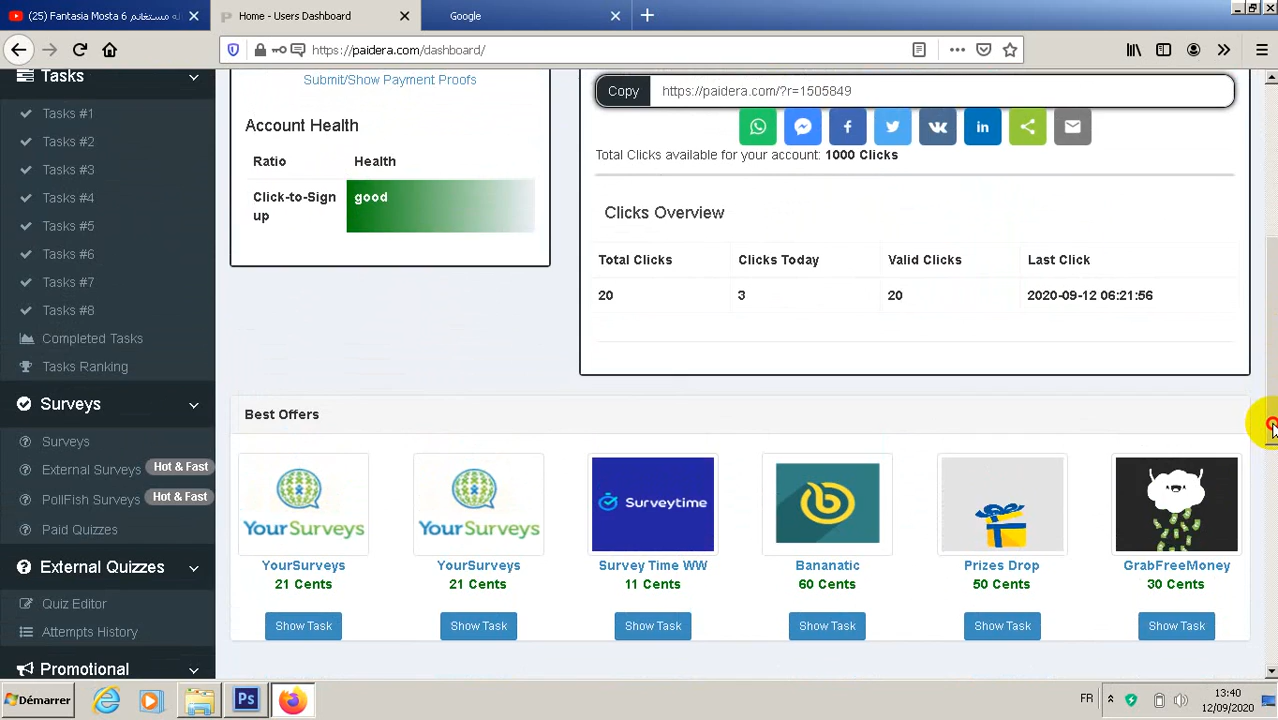 (25) Fantasia Mosta 6 له مستغانم
Home - Users Dashboard
Google
https://paidera.com/dashboard/
Tasks
Tasks #1
Tasks #2
Tasks #3
Tasks #4
Tasks #5
Tasks #6
Tasks #7
Tasks #8
Completed Tasks
Tasks Ranking
Surveys
Surveys
External Surveys Hot & Fast
PollFish Surveys Hot & Fast
Paid Quizzes
External Quizzes
Quiz Editor
Attempts History
Promotional
Submit/Show Payment Proofs
Account Health
Ratio Health
Click-to-Sign up good
Copy https://paidera.com/?r=1505849
Total Clicks available for your account: 1000 Clicks
Clicks Overview
Total Clicks Clicks Today Valid Clicks Last Click
20 3 20 2020-09-12 06:21:56
Best Offers
YourSurveys YourSurveys Surveytime
YourSurveys YourSurveys Survey Time WW Bananatic Prizes Drop GrabFreeMoney
21 Cents 21 Cents 11 Cents 60 Cents 50 Cents 30 Cents
Show Task Show Task Show Task Show Task Show Task Show Task
Démarrer Ps FR 13:40
12/09/2020